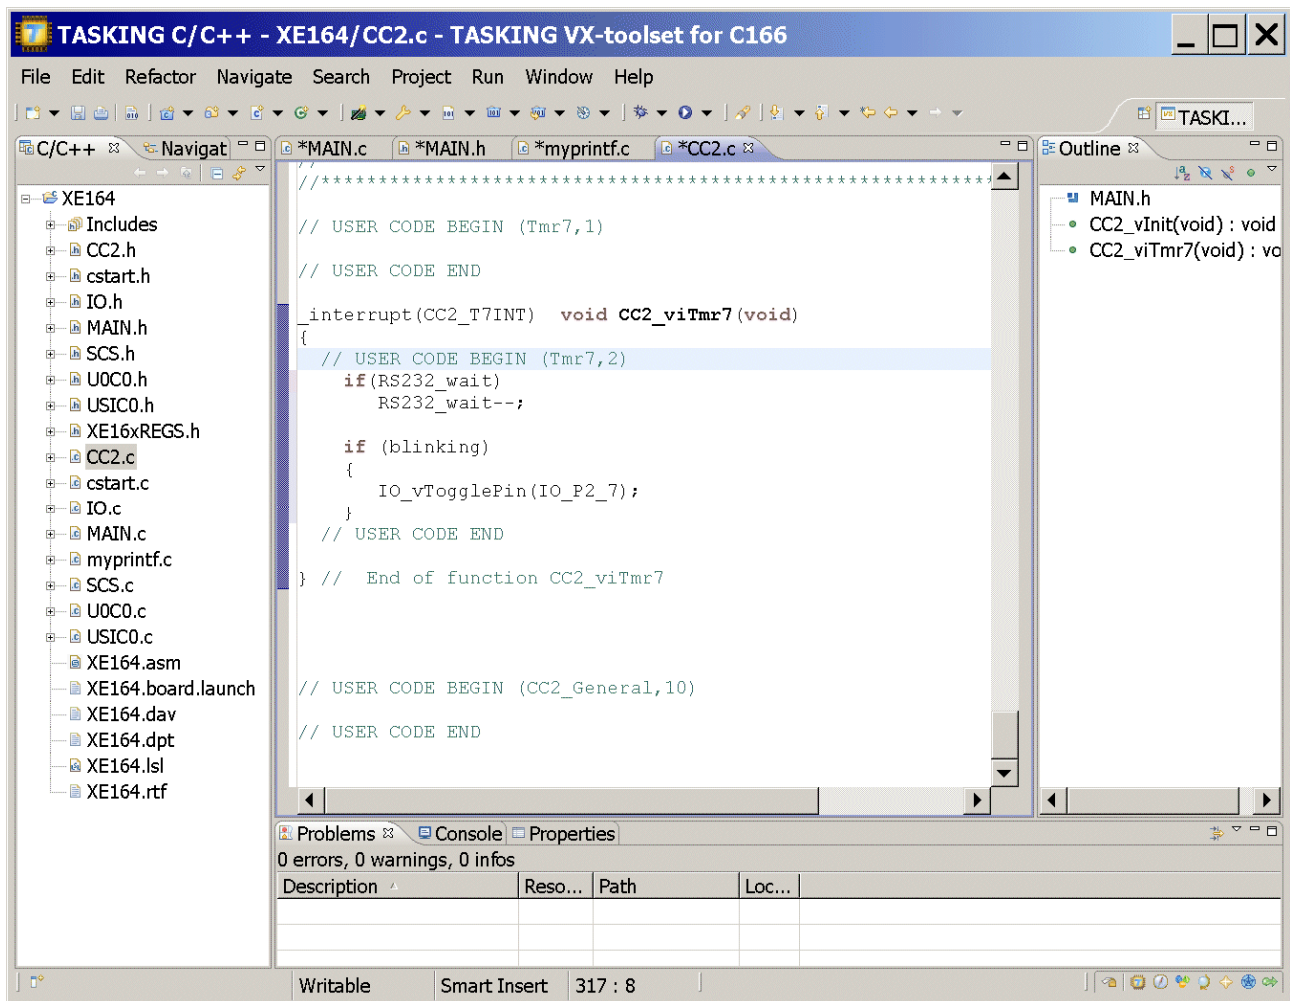 TASKING C/C++ - XE164/CC2.c - TASKING VX-toolset for C166
File Edit Refactor Navigate Search Project Run Window Help
TASKI...
C/C++ Navigat
XE164
Includes
CC2.h
cstart.h
IO.h
MAIN.h
SCS.h
U0C0.h
USIC0.h
XE16xREGS.h
CC2.c
cstart.c
IO.c
MAIN.c
myprintf.c
SCS.c
U0C0.c
USIC0.c
XE164.asm
XE164.board.launch
XE164.dav
XE164.dpt
XE164.lsl
XE164.rtf
*MAIN.c *MAIN.h *myprintf.c *CC2.c
//***********************************************************
// USER CODE BEGIN (Tmr7,1)
// USER CODE END
_interrupt(CC2_T7INT) void CC2_viTmr7(void)
{
// USER CODE BEGIN (Tmr7,2)
if(RS232_wait)
RS232_wait--;
if (blinking)
{
IO_vTogglePin(IO_P2_7);
}
// USER CODE END
} // End of function CC2_viTmr7
// USER CODE BEGIN (CC2_General,10)
// USER CODE END
Outline
MAIN.h
CC2_vInit(void) : void
CC2_viTmr7(void) : vo
Problems Console Properties
0 errors, 0 warnings, 0 infos
Description Reso... Path Loc...
Writable Smart Insert 317 : 8